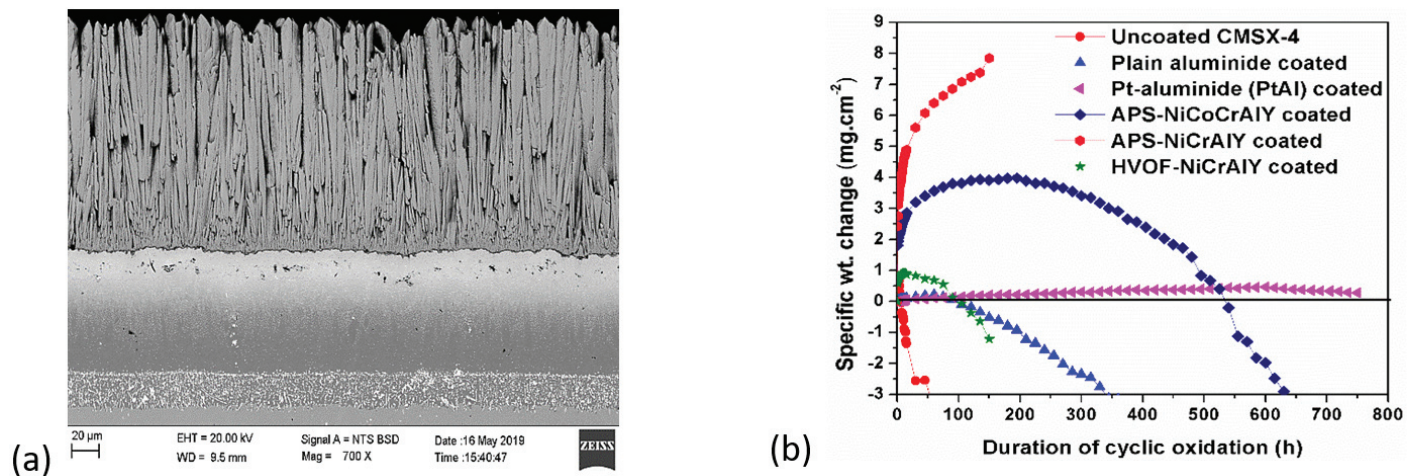 20 µm
EHT = 20.00 kV
WD = 9.5 mm
Signal A = NTS BSD
Mag = 700 X
Date :16 May 2019
Time :15:40:47
ZEISS
(a)
9
8
7
6
5
4
3
2
1
0
-1
-2
-3
Specific wt. change (mg.cm⁻²)
Uncoated CMSX-4
Plain aluminide coated
Pt-aluminide (PtAl) coated
APS-NiCoCrAlY coated
APS-NiCrAlY coated
HVOF-NiCrAlY coated
0 100 200 300 400 500 600 700 800
Duration of cyclic oxidation (h)
(b)